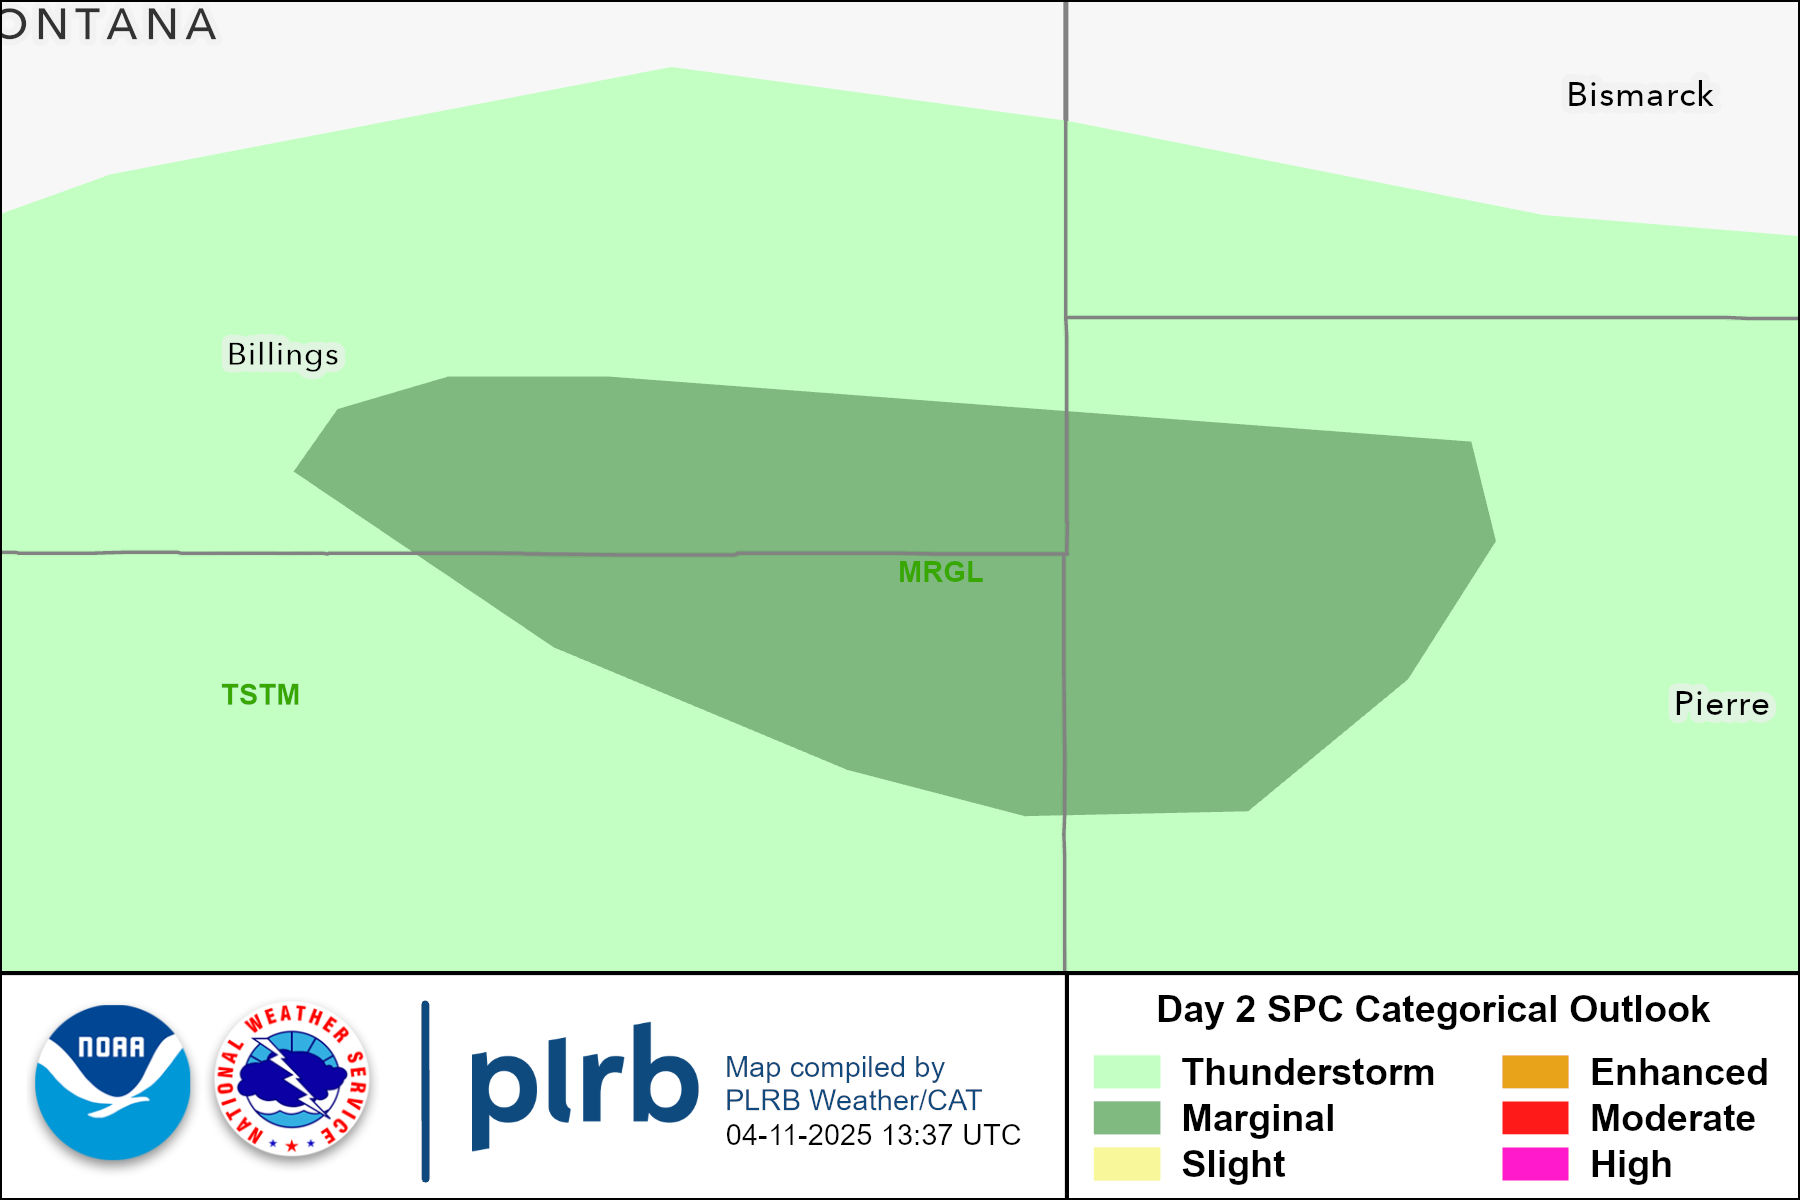 ONTANA
Bismarck
Billings
MRGL
TSTM
Pierre
NOAA
NATIONAL WEATHER SERVICE
plrb
Map compiled by
PLRB Weather/CAT
04-11-2025 13:37 UTC
Day 2 SPC Categorical Outlook
Thunderstorm
Marginal
Slight
Enhanced
Moderate
High